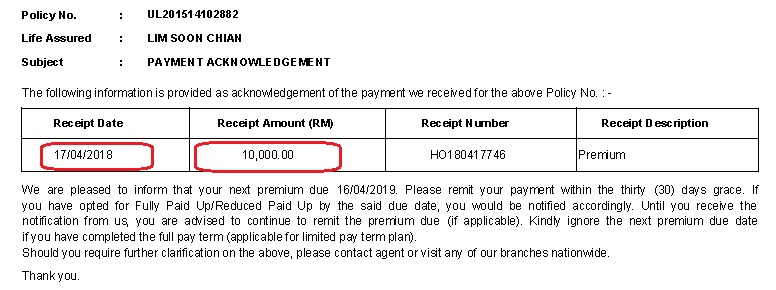 Policy No. : UL201514102882
Life Assured : LIM SOON CHIAN
Subject : PAYMENT ACKNOWLEDGEMENT
The following information is provided as acknowledgement of the payment we received for the above Policy No. : -
Receipt Date Receipt Amount (RM) Receipt Number Receipt Description
17/04/2018 10,000.00 HO180417746 Premium
We are pleased to inform that your next premium due 16/04/2019. Please remit your payment within the thirty (30) days grace. If
you have opted for Fully Paid Up/Reduced Paid Up by the said due date, you would be notified accordingly. Until you receive the
notification from us, you are advised to continue to remit the premium due (if applicable). Kindly ignore the next premium due date
if you have completed the full pay term (applicable for limited pay term plan).
Should you require further clarification on the above, please contact agent or visit any of our branches nationwide.
Thank you.